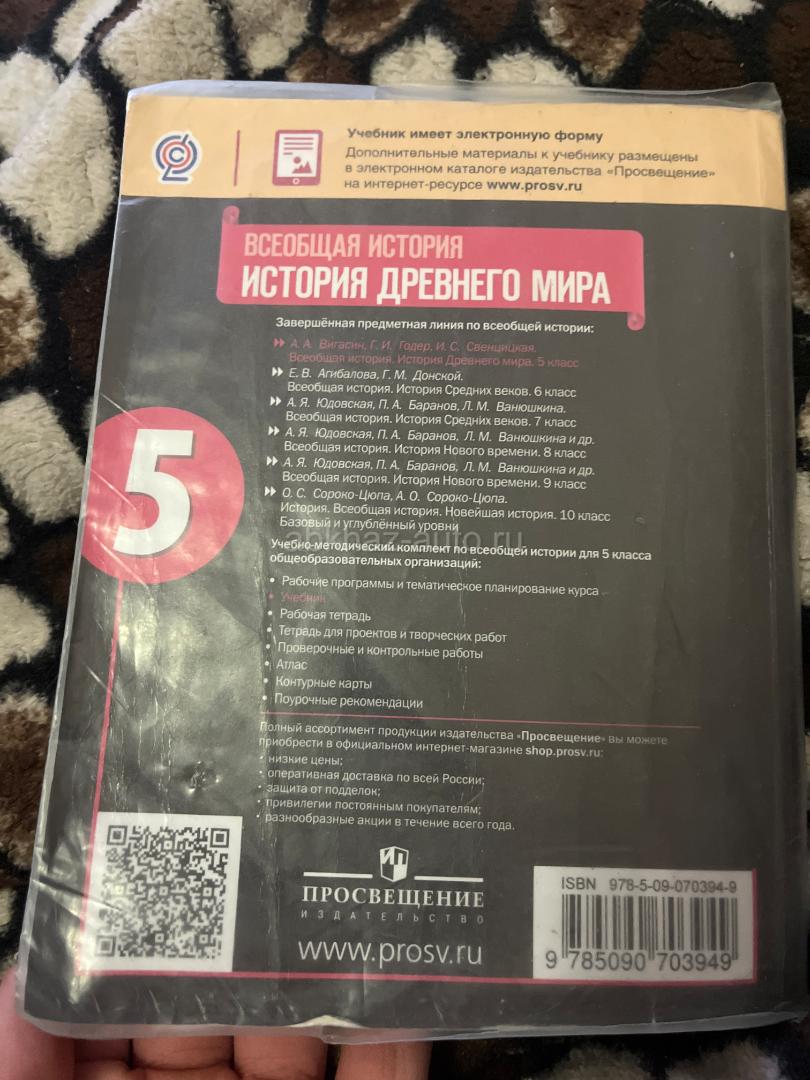 Учебник имеет электронную форму
Дополнительные материалы к учебнику размещены
в электронном каталоге издательства «Просвещение»
на интернет-ресурсе www.prosv.ru
ВСЕОБЩАЯ ИСТОРИЯ
ИСТОРИЯ ДРЕВНЕГО МИРА
Завершённая предметная линия по всеобщей истории:
А. А. Вигасин, Г. И. Годер, И. С. Свенцицкая.
Всеобщая история. История Древнего мира. 5 класс
Е. В. Агибалова, Г. М. Донской.
Всеобщая история. История Средних веков. 6 класс
А. Я. Юдовская, П. А. Баранов, Л. М. Ванюшкина.
Всеобщая история. История Нового времени. 7 класс
А. Я. Юдовская, П. А. Баранов, Л. М. Ванюшкина и др.
Всеобщая история. История Нового времени. 8 класс
А. Я. Юдовская, П. А. Баранов, Л. М. Ванюшкина и др.
Всеобщая история. История Нового времени. 9 класс
О. С. Сороко-Цюпа, А. О. Сороко-Цюпа.
История. Всеобщая история. Новейшая история. 10 класс
Базовый и углублённый уровни
5
abkhaz-auto.ru
Учебно-методический комплект по всеобщей истории для 5 класса
общеобразовательных организаций:
• Рабочие программы и тематическое планирование курса
• Учебник
• Рабочая тетрадь
• Тетрадь для проектов и творческих работ
• Проверочные и контрольные работы
• Атлас
• Контурные карты
• Поурочные рекомендации
Полный ассортимент продукции издательства «Просвещение» вы можете
приобрести в официальном интернет-магазине shop.prosv.ru:
• низкие цены;
• оперативная доставка по всей России;
• защита от подделок;
• привилегии постоянным покупателям;
• разнообразные акции в течение всего года.
ПРОСВЕЩЕНИЕ
ИЗДАТЕЛЬСТВО
www.prosv.ru
ISBN 978-5-09-070394-9
9 785090 703949